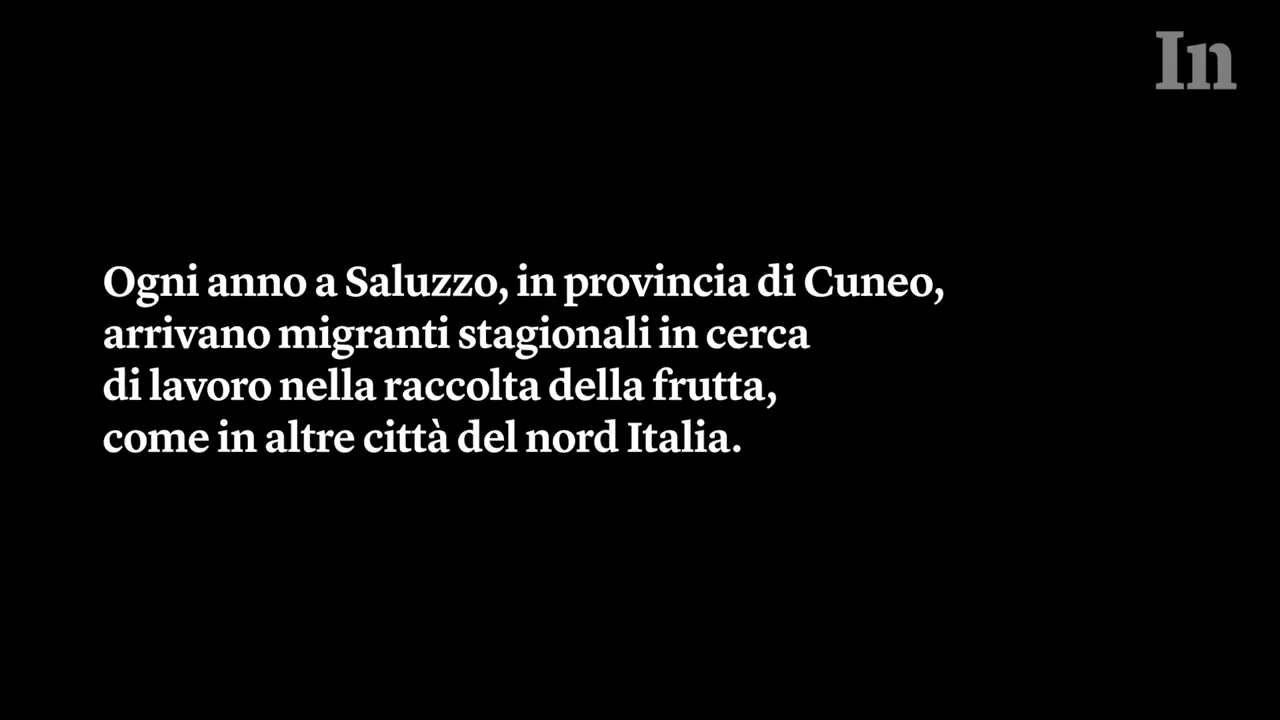 In
Ogni anno a Saluzzo, in provincia di Cuneo,
arrivano migranti stagionali in cerca
di lavoro nella raccolta della frutta,
come in altre città del nord Italia.